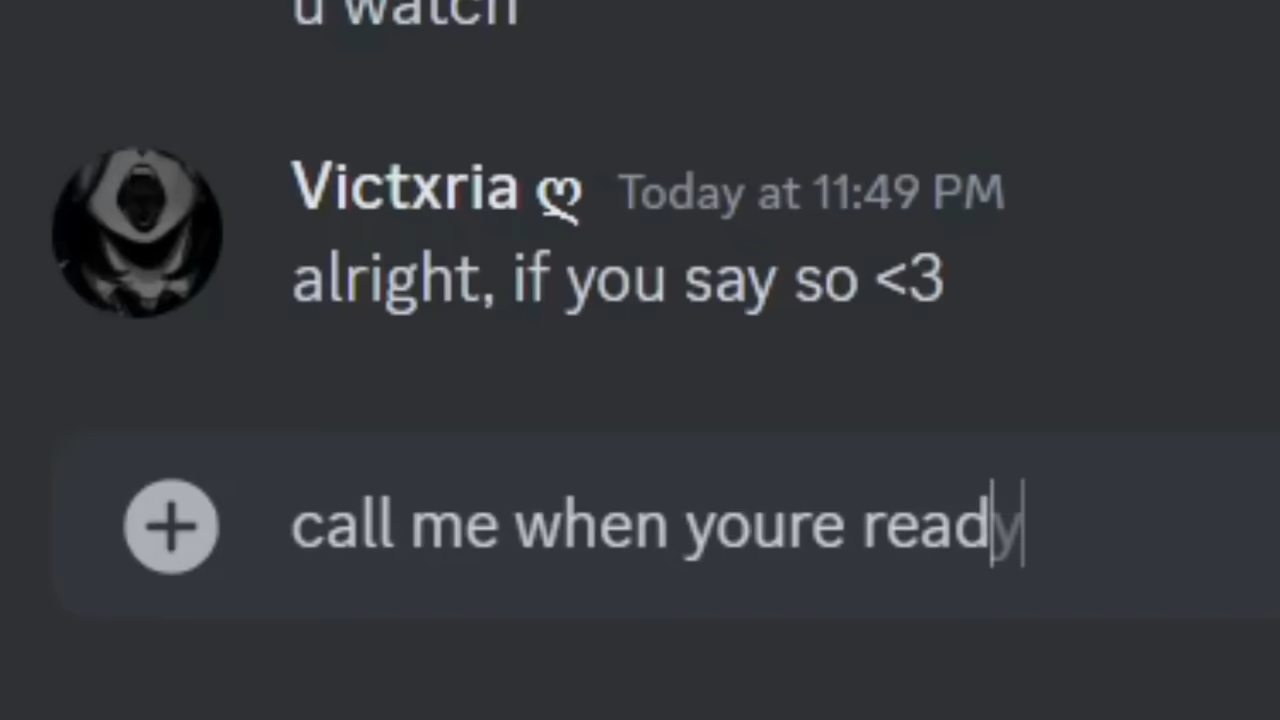 u watch
Victxria ღ Today at 11:49 PM
alright, if you say so <3
call me when youre ready